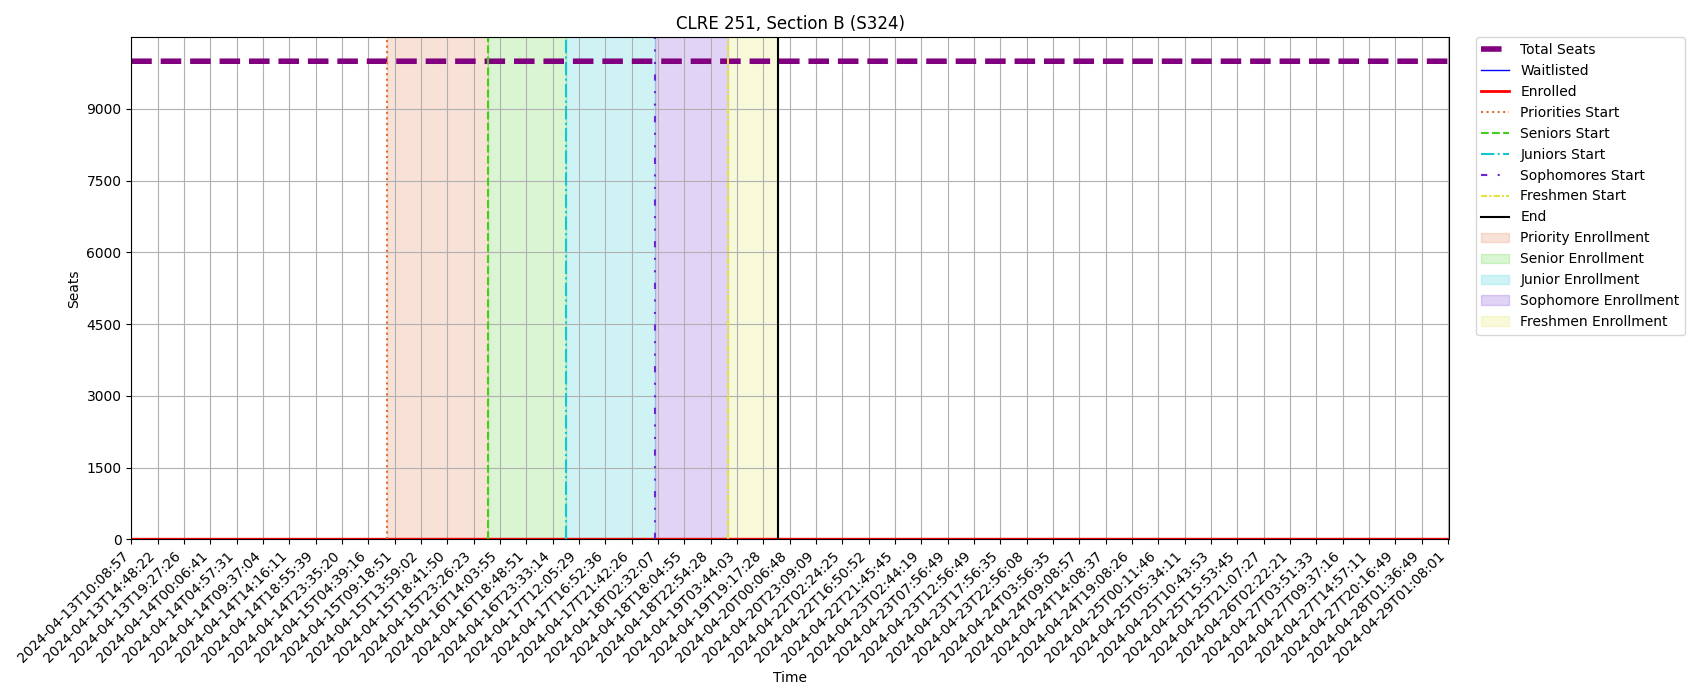 CLRE 251, Section B (S324)
Total Seats
Waitlisted
Enrolled
Priorities Start
Seniors Start
Juniors Start
Sophomores Start
Freshmen Start
End
Priority Enrollment
Senior Enrollment
Junior Enrollment
Sophomore Enrollment
Freshmen Enrollment
Seats
9000
7500
6000
4500
3000
1500
0
2024-04-13T10:08:57
2024-04-13T14:48:22
2024-04-13T19:27:26
2024-04-14T00:06:41
2024-04-14T04:57:31
2024-04-14T09:37:04
2024-04-14T14:16:11
2024-04-14T18:55:39
2024-04-14T23:35:20
2024-04-15T04:39:16
2024-04-15T09:18:51
2024-04-15T13:59:02
2024-04-15T18:41:50
2024-04-15T23:26:23
2024-04-16T14:03:55
2024-04-16T18:48:51
2024-04-16T23:33:14
2024-04-17T12:05:29
2024-04-17T16:52:36
2024-04-17T21:42:26
2024-04-18T02:32:07
2024-04-18T18:04:55
2024-04-18T22:54:28
2024-04-19T03:44:03
2024-04-19T19:17:28
2024-04-20T00:06:48
2024-04-20T23:09:09
2024-04-22T02:24:25
2024-04-22T16:50:52
2024-04-22T21:45:45
2024-04-23T02:44:19
2024-04-23T07:56:49
2024-04-23T12:56:49
2024-04-23T17:56:35
2024-04-23T22:56:08
2024-04-24T03:56:35
2024-04-24T09:08:57
2024-04-24T14:08:37
2024-04-24T19:08:26
2024-04-25T00:11:46
2024-04-25T05:34:11
2024-04-25T10:43:53
2024-04-25T15:53:45
2024-04-25T21:07:27
2024-04-26T02:22:21
2024-04-27T03:51:33
2024-04-27T09:37:16
2024-04-27T14:57:11
2024-04-27T20:16:49
2024-04-28T01:36:49
2024-04-29T01:08:01
Time